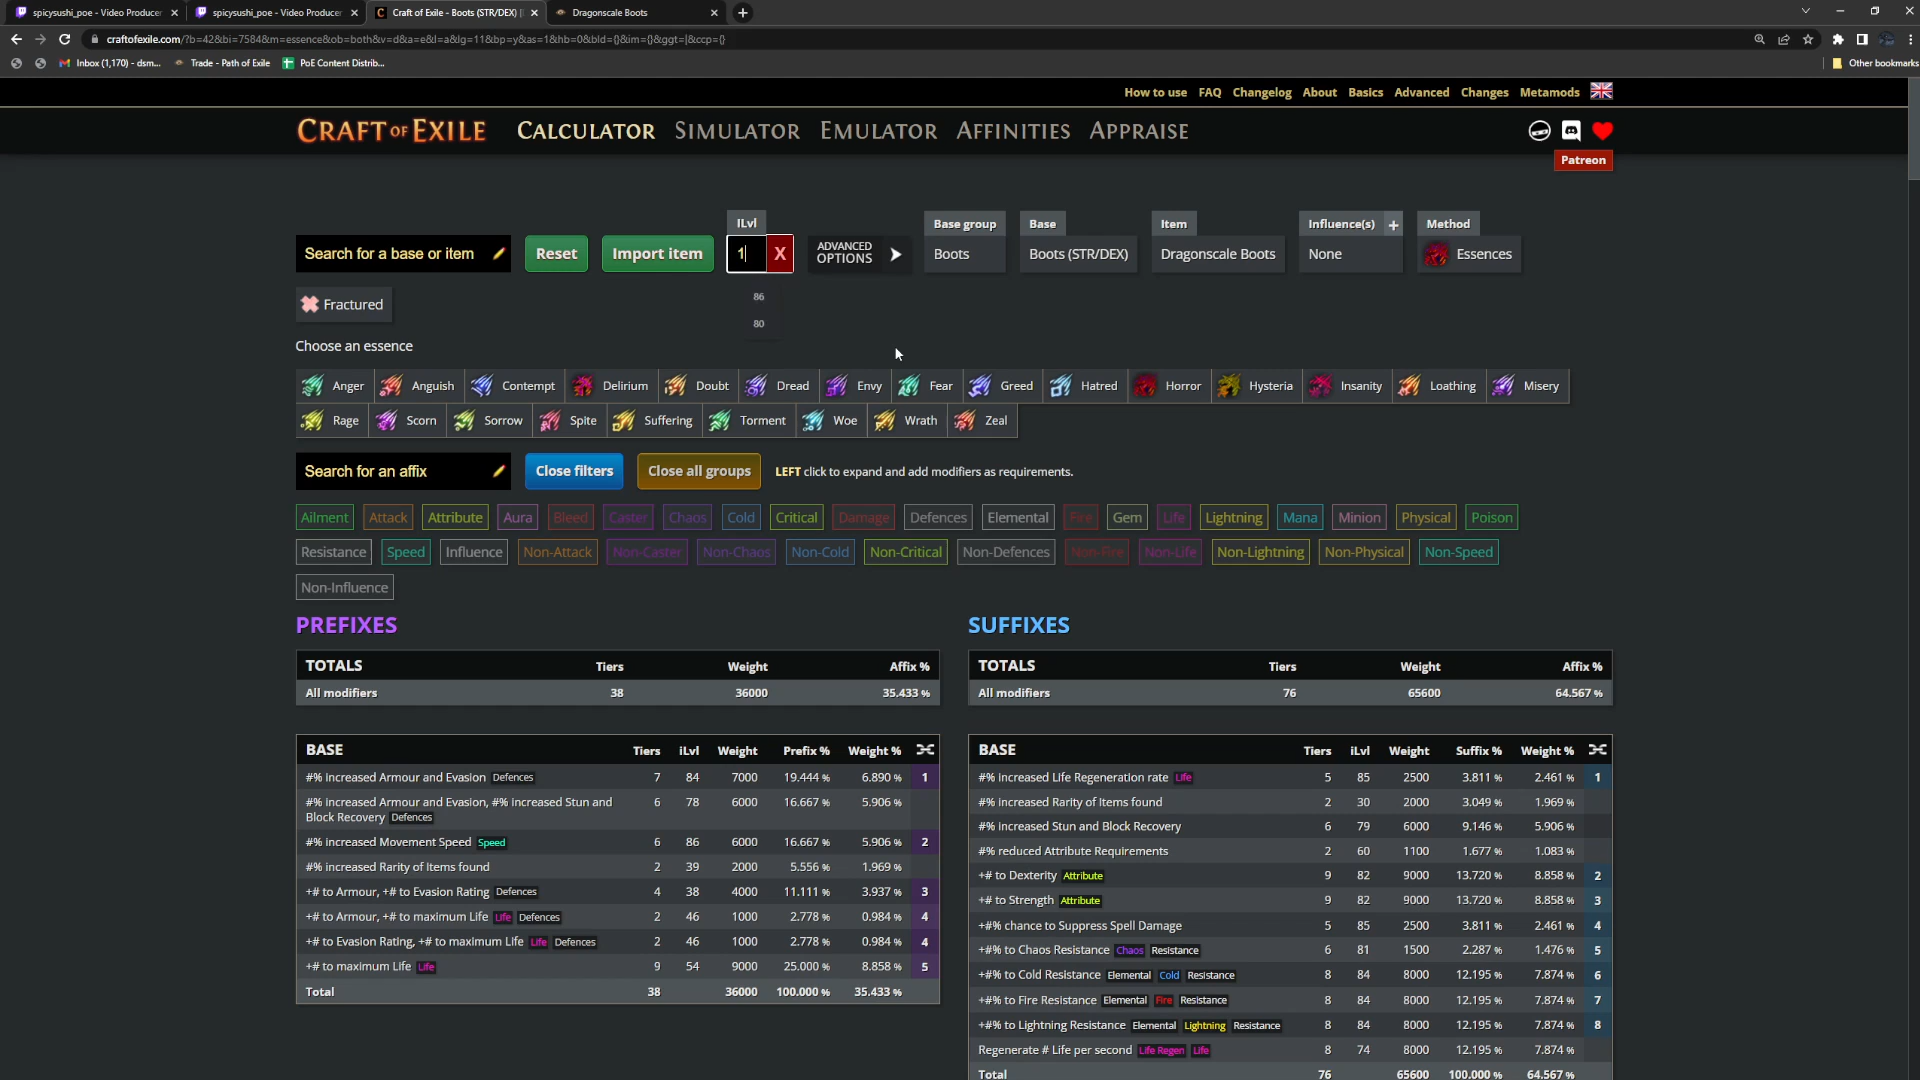 spicysushi_poe - Video Producer
spicysushi_poe - Video Producer
Craft of Exile - Boots (STR/DEX) |
Dragonscale Boots
craftofexile.com/?b=42&bi=7584&m=essence&ob=both&v=d&a=e&l=a&lg=11&bp=y&as=1&hb=0&bld={}&im={}&ggt=|&ccp={}
Inbox (1,170) - dsm...
Trade - Path of Exile
PoE Content Distrib...
Other bookmarks
How to use FAQ Changelog About Basics Advanced Changes Metamods
CRAFT OF EXILE CALCULATOR SIMULATOR EMULATOR AFFINITIES APPRAISE
Patreon
ILvl Base group Base Item Influence(s) + Method
Search for a base or item Reset Import item 1 X ADVANCED OPTIONS Boots Boots (STR/DEX) Dragonscale Boots None Essences
86
80
Fractured
Choose an essence
Anger Anguish Contempt Delirium Doubt Dread Envy Fear Greed Hatred Horror Hysteria Insanity Loathing Misery
Rage Scorn Sorrow Spite Suffering Torment Woe Wrath Zeal
Search for an affix Close filters Close all groups LEFT click to expand and add modifiers as requirements.
Ailment Attack Attribute Aura Bleed Caster Chaos Cold Critical Damage Defences Elemental Fire Gem Life Lightning Mana Minion Physical Poison
Resistance Speed Influence Non-Attack Non-Caster Non-Chaos Non-Cold Non-Critical Non-Defences Non-Fire Non-Life Non-Lightning Non-Physical Non-Speed
Non-Influence
PREFIXES
TOTALS Tiers Weight Affix %
All modifiers 38 36000 35.433 %
BASE Tiers iLvl Weight Prefix % Weight %
#% increased Armour and Evasion Defences 7 84 7000 19.444 % 6.890 % 1
#% increased Armour and Evasion, #% increased Stun and Block Recovery Defences 6 78 6000 16.667 % 5.906 %
#% increased Movement Speed Speed 6 86 6000 16.667 % 5.906 % 2
#% increased Rarity of Items found 2 39 2000 5.556 % 1.969 %
+# to Armour, +# to Evasion Rating Defences 4 38 4000 11.111 % 3.937 % 3
+# to Armour, +# to maximum Life Life Defences 2 46 1000 2.778 % 0.984 % 4
+# to Evasion Rating, +# to maximum Life Life Defences 2 46 1000 2.778 % 0.984 % 4
+# to maximum Life Life 9 54 9000 25.000 % 8.858 % 5
Total 38 36000 100.000 % 35.433 %
SUFFIXES
TOTALS Tiers Weight Affix %
All modifiers 76 65600 64.567 %
BASE Tiers iLvl Weight Suffix % Weight %
#% increased Life Regeneration rate Life 5 85 2500 3.811 % 2.461 % 1
#% increased Rarity of Items found 2 30 2000 3.049 % 1.969 %
#% increased Stun and Block Recovery 6 79 6000 9.146 % 5.906 %
#% reduced Attribute Requirements 2 60 1100 1.677 % 1.083 %
+# to Dexterity Attribute 9 82 9000 13.720 % 8.858 % 2
+# to Strength Attribute 9 82 9000 13.720 % 8.858 % 3
+#% chance to Suppress Spell Damage 5 85 2500 3.811 % 2.461 % 4
+#% to Chaos Resistance Chaos Resistance 6 81 1500 2.287 % 1.476 % 5
+#% to Cold Resistance Elemental Cold Resistance 8 84 8000 12.195 % 7.874 % 6
+#% to Fire Resistance Elemental Fire Resistance 8 84 8000 12.195 % 7.874 % 7
+#% to Lightning Resistance Elemental Lightning Resistance 8 84 8000 12.195 % 7.874 % 8
Regenerate # Life per second Life Regen Life 8 74 8000 12.195 % 7.874 %
Total 76 65600 100.000 % 64.567 %